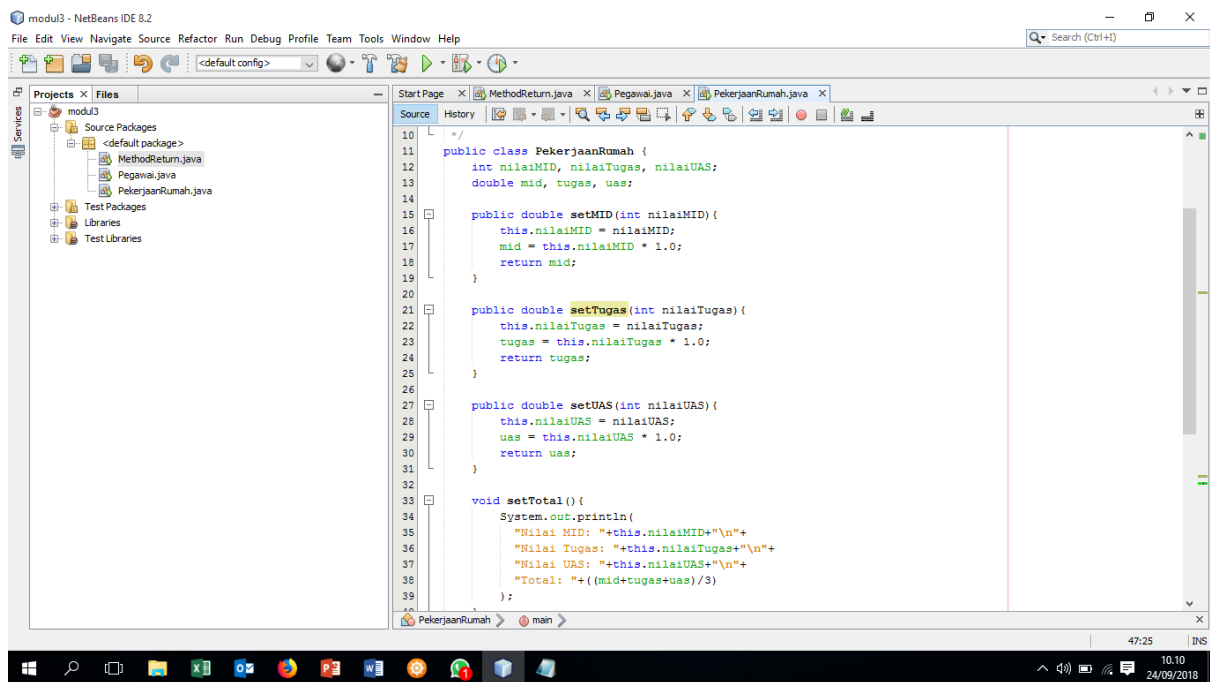 modul3 - NetBeans IDE 8.2
File Edit View Navigate Source Refactor Run Debug Profile Team Tools Window Help
Search (Ctrl+I)
<default config>
Projects Files
Start Page MethodReturn.java Pegawai.java PekerjaanRumah.java
Services
modul3
Source Packages
<default package>
MethodReturn.java
Pegawai.java
PekerjaanRumah.java
Test Packages
Libraries
Test Libraries
Source History
10 */
11 public class PekerjaanRumah {
12 int nilaiMID, nilaiTugas, nilaiUAS;
13 double mid, tugas, uas;
14
15 public double setMID(int nilaiMID){
16 this.nilaiMID = nilaiMID;
17 mid = this.nilaiMID * 1.0;
18 return mid;
19 }
20
21 public double setTugas(int nilaiTugas){
22 this.nilaiTugas = nilaiTugas;
23 tugas = this.nilaiTugas * 1.0;
24 return tugas;
25 }
26
27 public double setUAS(int nilaiUAS){
28 this.nilaiUAS = nilaiUAS;
29 uas = this.nilaiUAS * 1.0;
30 return uas;
31 }
32
33 void setTotal(){
34 System.out.println(
35 "Nilai MID: "+this.nilaiMID+"\n"+
36 "Nilai Tugas: "+this.nilaiTugas+"\n"+
37 "Nilai UAS: "+this.nilaiUAS+"\n"+
38 "Total: "+((mid+tugas+uas)/3)
39 );
PekerjaanRumah main
47:25 INS
10.10
24/09/2018